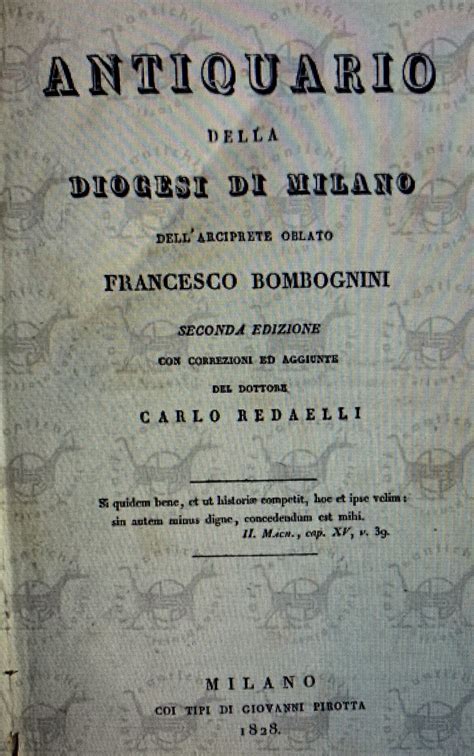 ANTIQUARIO
DELLA
DIOCESI DI MILANO
DELL'ARCIPRETE OBLATO
FRANCESCO BOMBOGNINI
SECONDA EDIZIONE
CON CORREZIONI ED AGGIUNTE
DEL DOTTORE
CARLO REDAELLI
Si quidem bene, et ut historiæ competit, hoc et ipse velim:
sin autem minus digne, concedendum est mihi.
II. MACH., cap. XV, v. 39.
MILANO
COI TIPI DI GIOVANNI PIROTTA
1828.